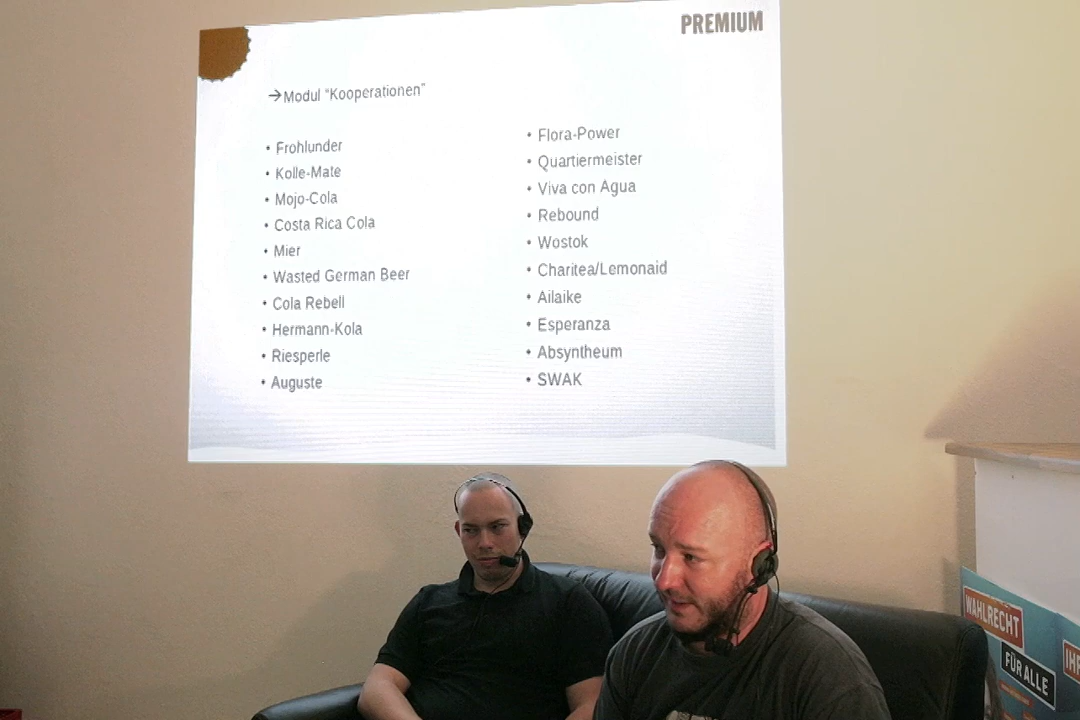 PREMIUM
→Modul "Kooperationen"
• Frohlunder
• Kolle-Mate
• Mojo-Cola
• Costa Rica Cola
• Mier
• Wasted German Beer
• Cola Rebell
• Hermann-Kola
• Riesperle
• Auguste
• Flora-Power
• Quartiermeister
• Viva con Agua
• Rebound
• Wostok
• Charitea/Lemonaid
• Ailaike
• Esperanza
• Absyntheum
• SWAK
WAHLRECHT
FÜR ALLE